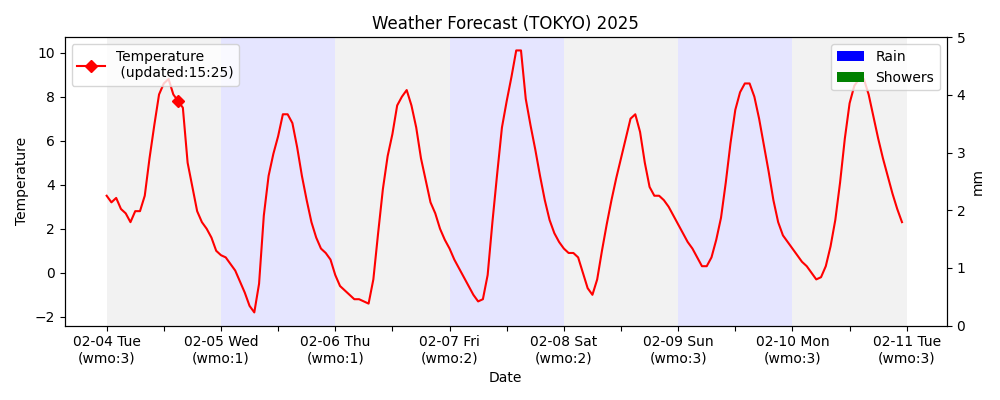 Weather Forecast (TOKYO) 2025
Temperature
(updated:15:25)
Rain
Showers
10
8
6
4
2
0
−2
Temperature
5
4
3
2
1
0
mm
02-04 Tue 02-05 Wed 02-06 Thu 02-07 Fri 02-08 Sat 02-09 Sun 02-10 Mon 02-11 Tue
(wmo:3) (wmo:1) (wmo:1) (wmo:2) (wmo:2) (wmo:3) (wmo:3) (wmo:3)
Date